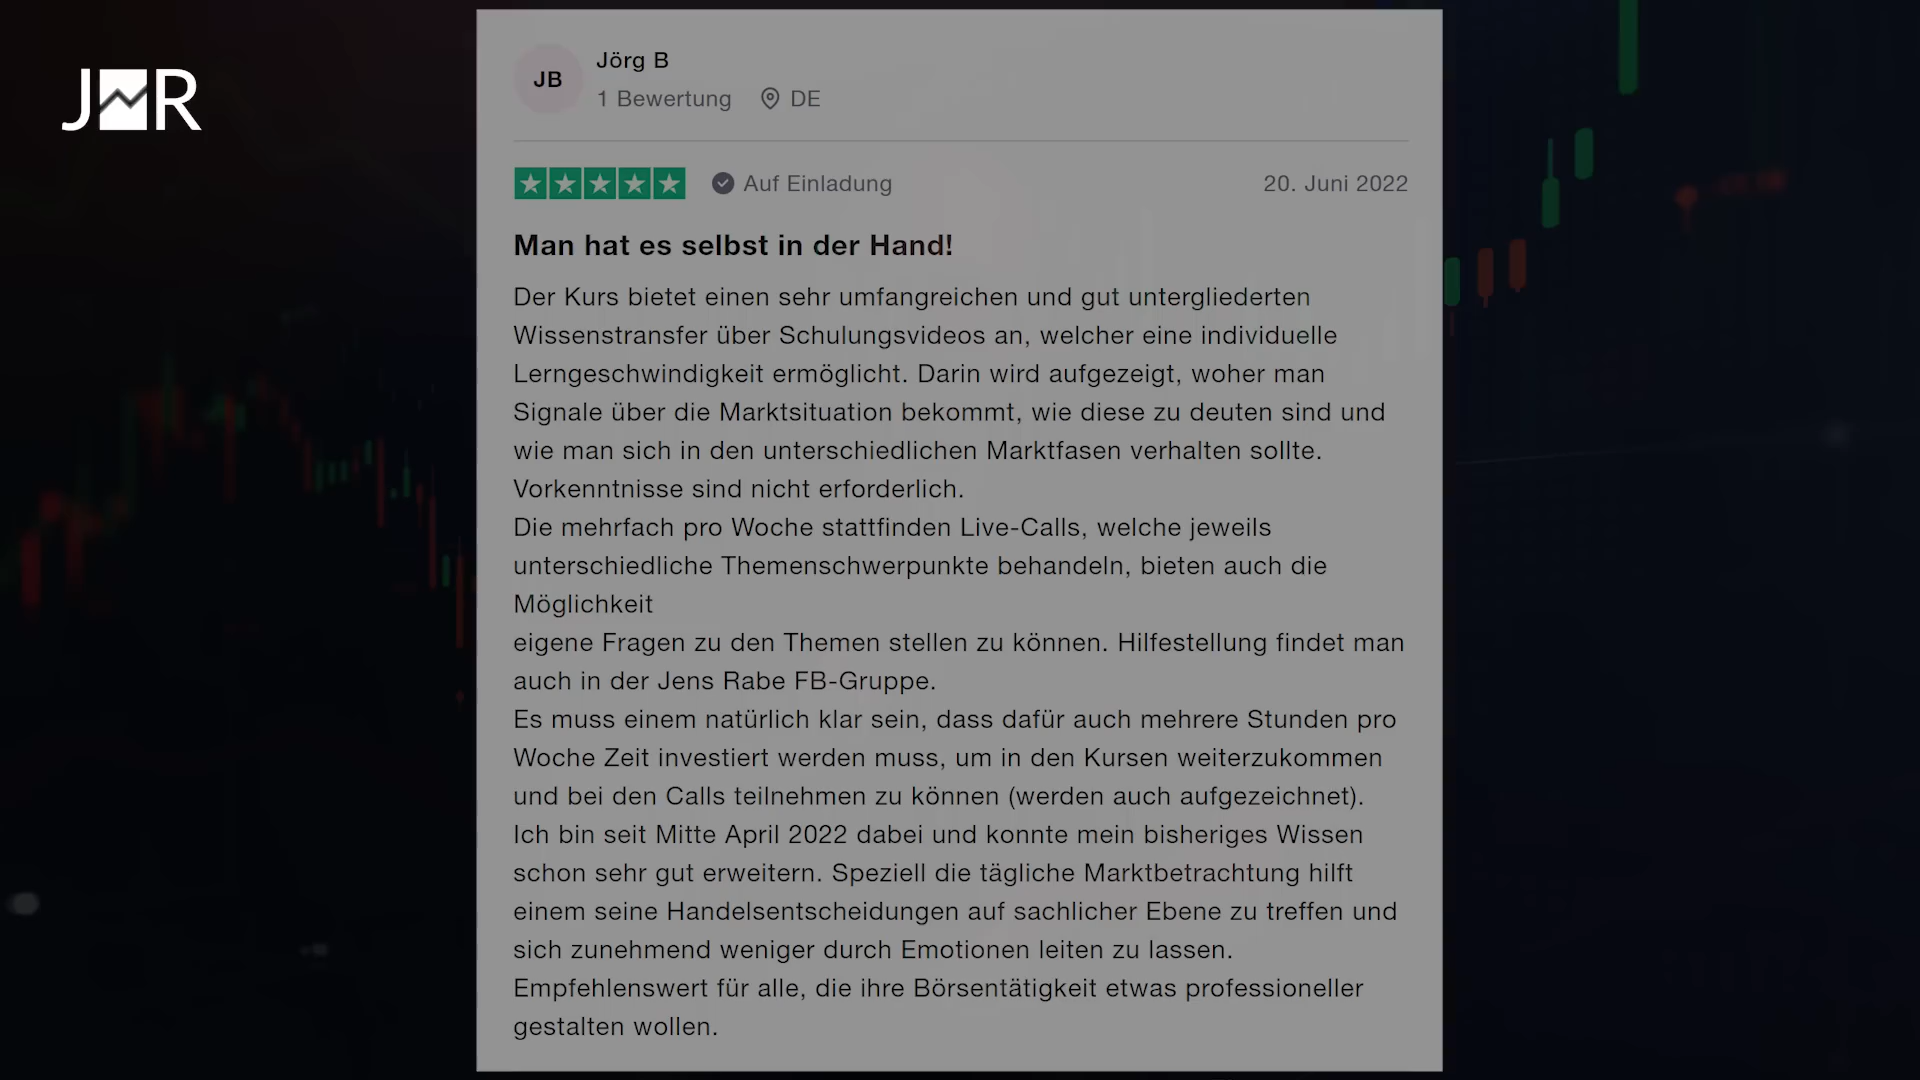 J R
JB
Jörg B
1 Bewertung DE
Auf Einladung
20. Juni 2022
Man hat es selbst in der Hand!
Der Kurs bietet einen sehr umfangreichen und gut untergliederten
Wissenstransfer über Schulungsvideos an, welcher eine individuelle
Lerngeschwindigkeit ermöglicht. Darin wird aufgezeigt, woher man
Signale über die Marktsituation bekommt, wie diese zu deuten sind und
wie man sich in den unterschiedlichen Marktfasen verhalten sollte.
Vorkenntnisse sind nicht erforderlich.
Die mehrfach pro Woche stattfinden Live-Calls, welche jeweils
unterschiedliche Themenschwerpunkte behandeln, bieten auch die
Möglichkeit
eigene Fragen zu den Themen stellen zu können. Hilfestellung findet man
auch in der Jens Rabe FB-Gruppe.
Es muss einem natürlich klar sein, dass dafür auch mehrere Stunden pro
Woche Zeit investiert werden muss, um in den Kursen weiterzukommen
und bei den Calls teilnehmen zu können (werden auch aufgezeichnet).
Ich bin seit Mitte April 2022 dabei und konnte mein bisheriges Wissen
schon sehr gut erweitern. Speziell die tägliche Marktbetrachtung hilft
einem seine Handelsentscheidungen auf sachlicher Ebene zu treffen und
sich zunehmend weniger durch Emotionen leiten zu lassen.
Empfehlenswert für alle, die ihre Börsentätigkeit etwas professioneller
gestalten wollen.